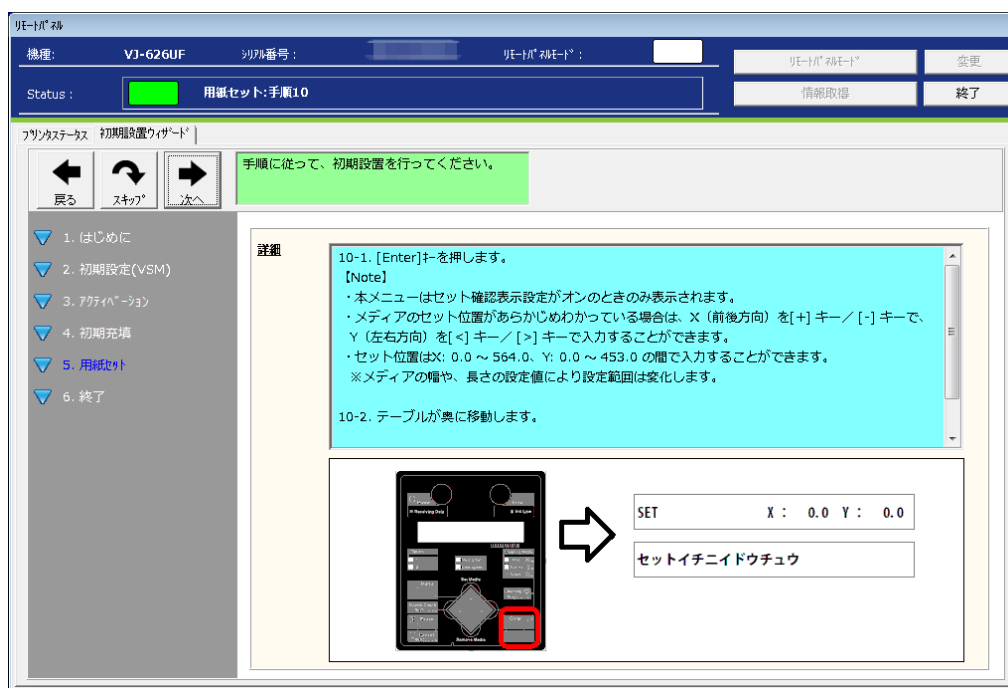 リモートパネル
機種: VJ-626UF シリアル番号: リモートパネルモード:
リモートパネルモード 変更
Status: 用紙セット:手順10
情報取得 終了
プリンタステータス 初期設置ウィザード
戻る スキップ 次へ
手順に従って、初期設置を行ってください。
1. はじめに
2. 初期設定(VSM)
3. アクティベーション
4. 初期充填
5. 用紙セット
6. 終了
詳細
10-1. [Enter]キーを押します。
【Note】
・本メニューはセット確認表示設定がオンのときのみ表示されます。
・メディアのセット位置があらかじめわかっている場合は、X（前後方向）を[+] キー／ [-] キーで、
Y（左右方向）を[<] キー／ [>] キーで入力することができます。
・セット位置はX: 0.0 ～ 564.0、Y: 0.0 ～ 453.0 の間で入力することができます。
※メディアの幅や、長さの設定値により設定範囲は変化します。
10-2. テーブルが奥に移動します。
SET X : 0.0 Y : 0.0
セットイチニイドウチュウ